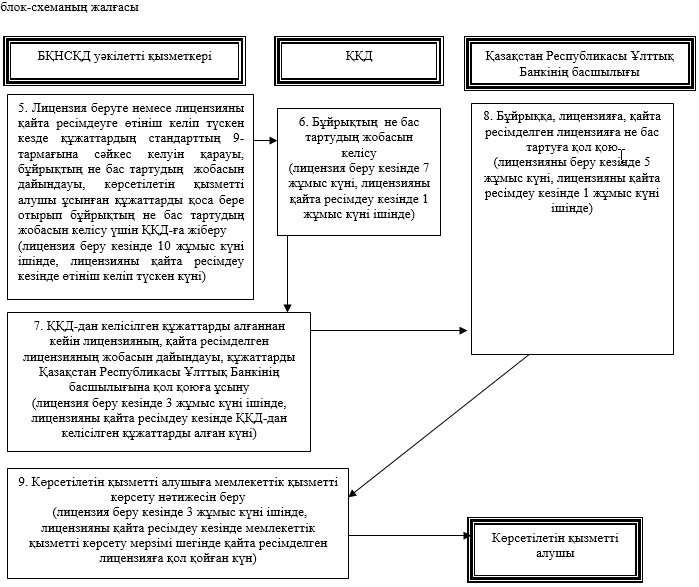 блок-схеманың жалғасы
БҚНСҚД уәкілетті қызметкері
ҚҚД
Қазақстан Республикасы Ұлттық
Банкінің басшылығы
5. Лицензия беруге немесе лицензияны
қайта ресімдеуге өтініш келіп түскен
кезде құжаттардың стандарттың 9-
тармағына сәйкес келуін қарауы,
бұйрықтың не бас тартудың жобасын
дайындауы, көрсетілетін қызметті
алушы ұсынған құжаттарды қоса бере
отырып бұйрықтың не бас тартудың
жобасын келісу үшін ҚҚД-ға жіберу
(лицензия беру кезінде 10 жұмыс күні
ішінде, лицензияны қайта ресімдеу
кезінде өтініш келіп түскен күні)
6. Бұйрықтың не бас
тартудың жобасын
келісу
(лицензия беру кезінде 7
жұмыс күні, лицензияны
қайта ресімдеу кезінде 1
жұмыс күні ішінде)
8. Бұйрыққа, лицензияға, қайта
ресімделген лицензияға не бас
тартуға қол қою
(лицензияны беру кезінде 5
жұмыс күні, лицензияны қайта
ресімдеу кезінде 1 жұмыс күні
ішінде)
7. ҚҚД-дан келісілген құжаттарды алғаннан
кейін лицензияның, қайта ресімделген
лицензияның жобасын дайындауы, құжаттарды
Қазақстан Республикасы Ұлттық Банкінің
басшылығына қол қоюға ұсыну
(лицензия беру кезінде 3 жұмыс күні ішінде,
лицензияны қайта ресімдеу кезінде ҚҚД-дан
келісілген құжаттарды алған күні)
9. Көрсетілетін қызметті алушыға мемлекеттік қызметті
көрсету нәтижесін беру
(лицензия беру кезінде 3 жұмыс күні ішінде,
лицензияны қайта ресімдеу кезінде мемлекеттік
қызметті көрсету мерзімі шегінде қайта ресімделген
лицензияға қол қойған күн)
Көрсетілетін қызметті
алушы